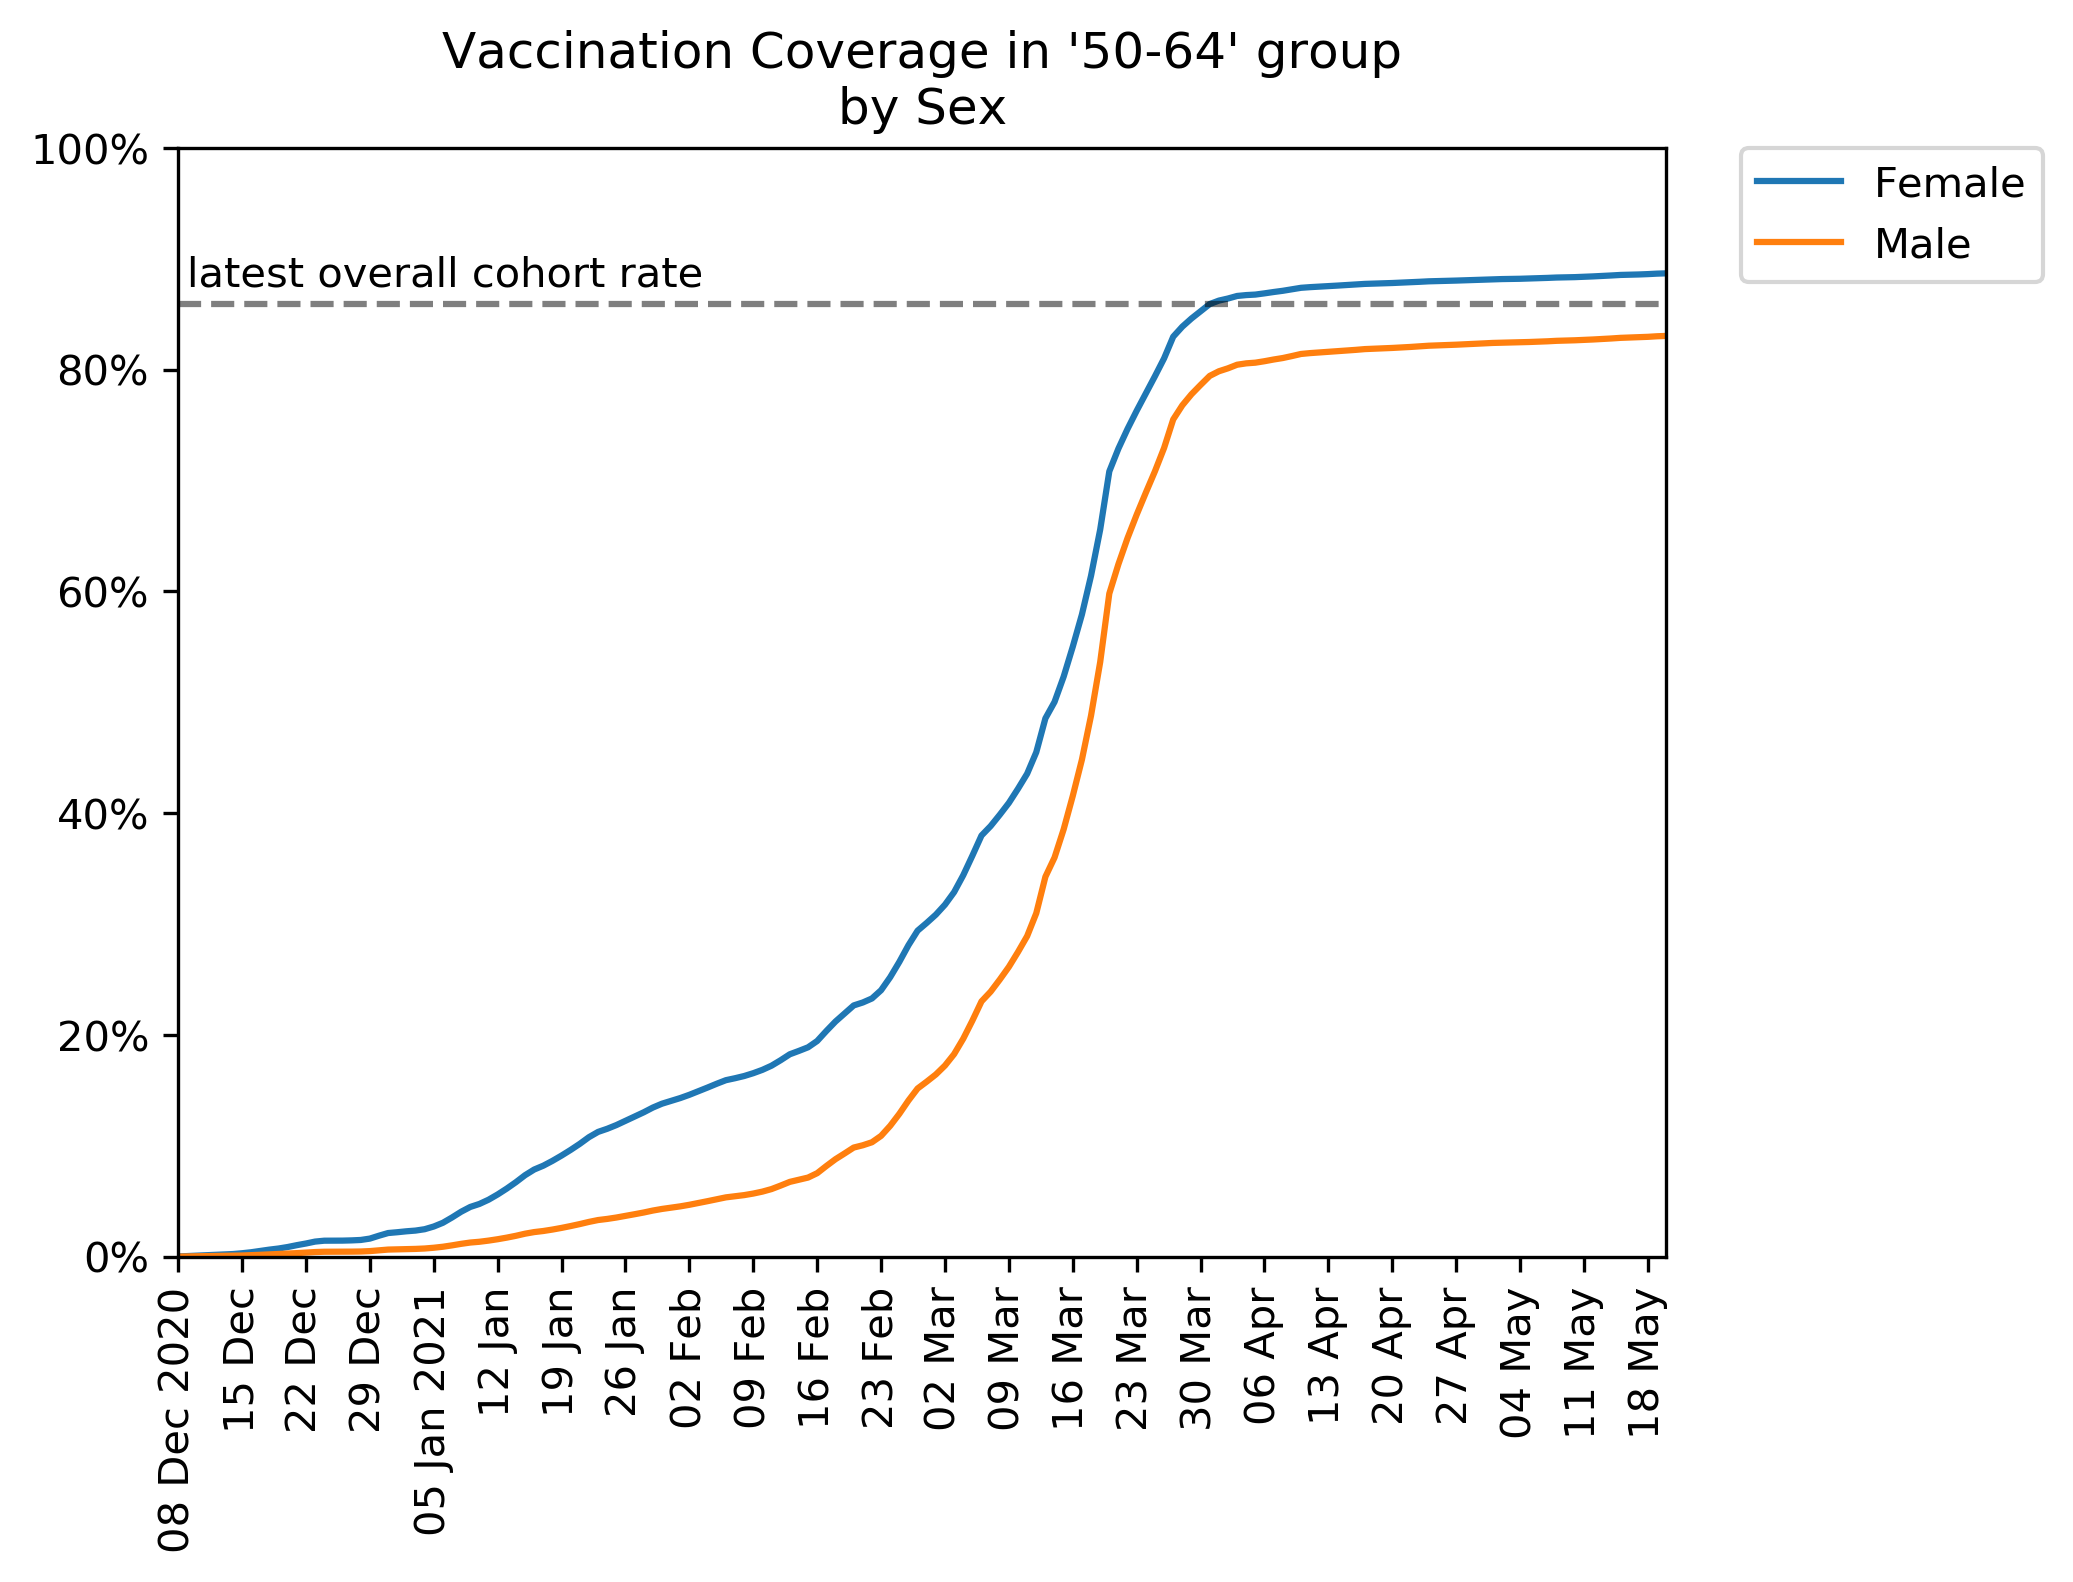 Vaccination Coverage in '50-64' group
by Sex
100%
80%
60%
40%
20%
0%
latest overall cohort rate
Female
Male
08 Dec 2020
15 Dec
22 Dec
29 Dec
05 Jan 2021
12 Jan
19 Jan
26 Jan
02 Feb
09 Feb
16 Feb
23 Feb
02 Mar
09 Mar
16 Mar
23 Mar
30 Mar
06 Apr
13 Apr
20 Apr
27 Apr
04 May
11 May
18 May